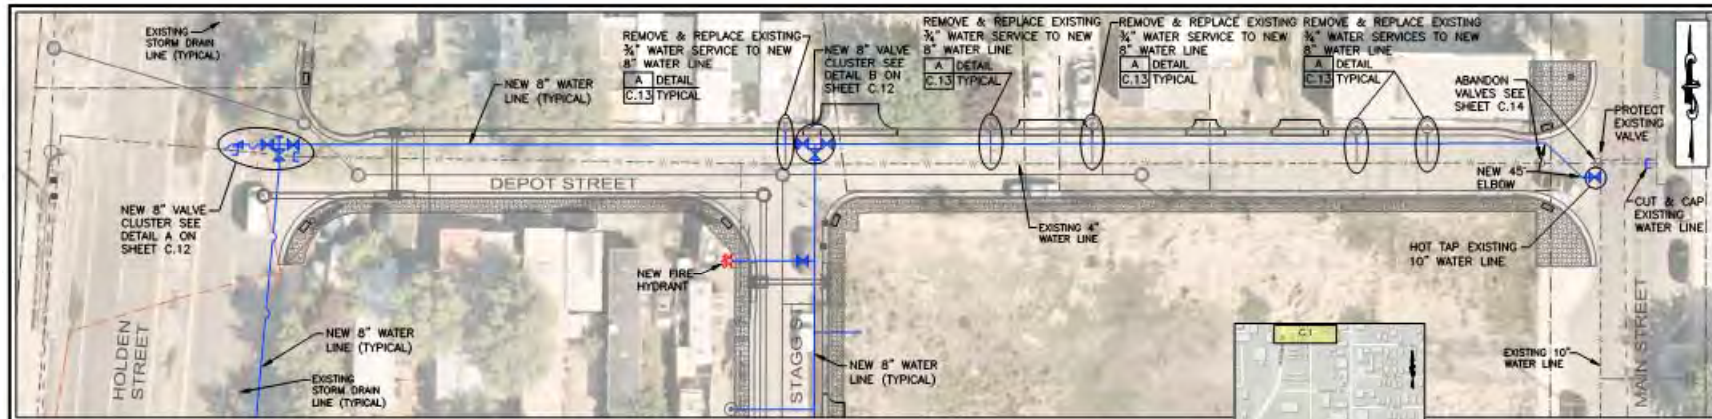 EXISTING
STORM DRAIN
LINE (TYPICAL)
NEW 8" WATER
LINE (TYPICAL)
REMOVE & REPLACE EXISTING
¾" WATER SERVICE TO NEW
8" WATER LINE
A DETAIL
C.13 TYPICAL
NEW 8" VALVE
CLUSTER SEE
DETAIL B ON
SHEET C.12
REMOVE & REPLACE EXISTING
¾" WATER SERVICE TO NEW
8" WATER LINE
A DETAIL
C.13 TYPICAL
REMOVE & REPLACE EXISTING
¾" WATER SERVICE TO NEW
8" WATER LINE
A DETAIL
C.13 TYPICAL
REMOVE & REPLACE EXISTING
¾" WATER SERVICES TO NEW
8" WATER LINE
A DETAIL
C.13 TYPICAL
ABANDON
VALVES SEE
SHEET C.14
PROTECT
EXISTING
VALVE
NEW 45°
ELBOW
CUT & CAP
EXISTING
WATER LINE
DEPOT STREET
NEW 8" VALVE
CLUSTER SEE
DETAIL A ON
SHEET C.12
EXISTING 4"
WATER LINE
HOT TAP EXISTING
10" WATER LINE
NEW FIRE
HYDRANT
HOLDEN
STREET
NEW 8" WATER
LINE (TYPICAL)
EXISTING
STORM DRAIN
LINE (TYPICAL)
STAGG ST
NEW 8" WATER
LINE (TYPICAL)
C.1
EXISTING 10"
WATER LINE
MAIN STREET